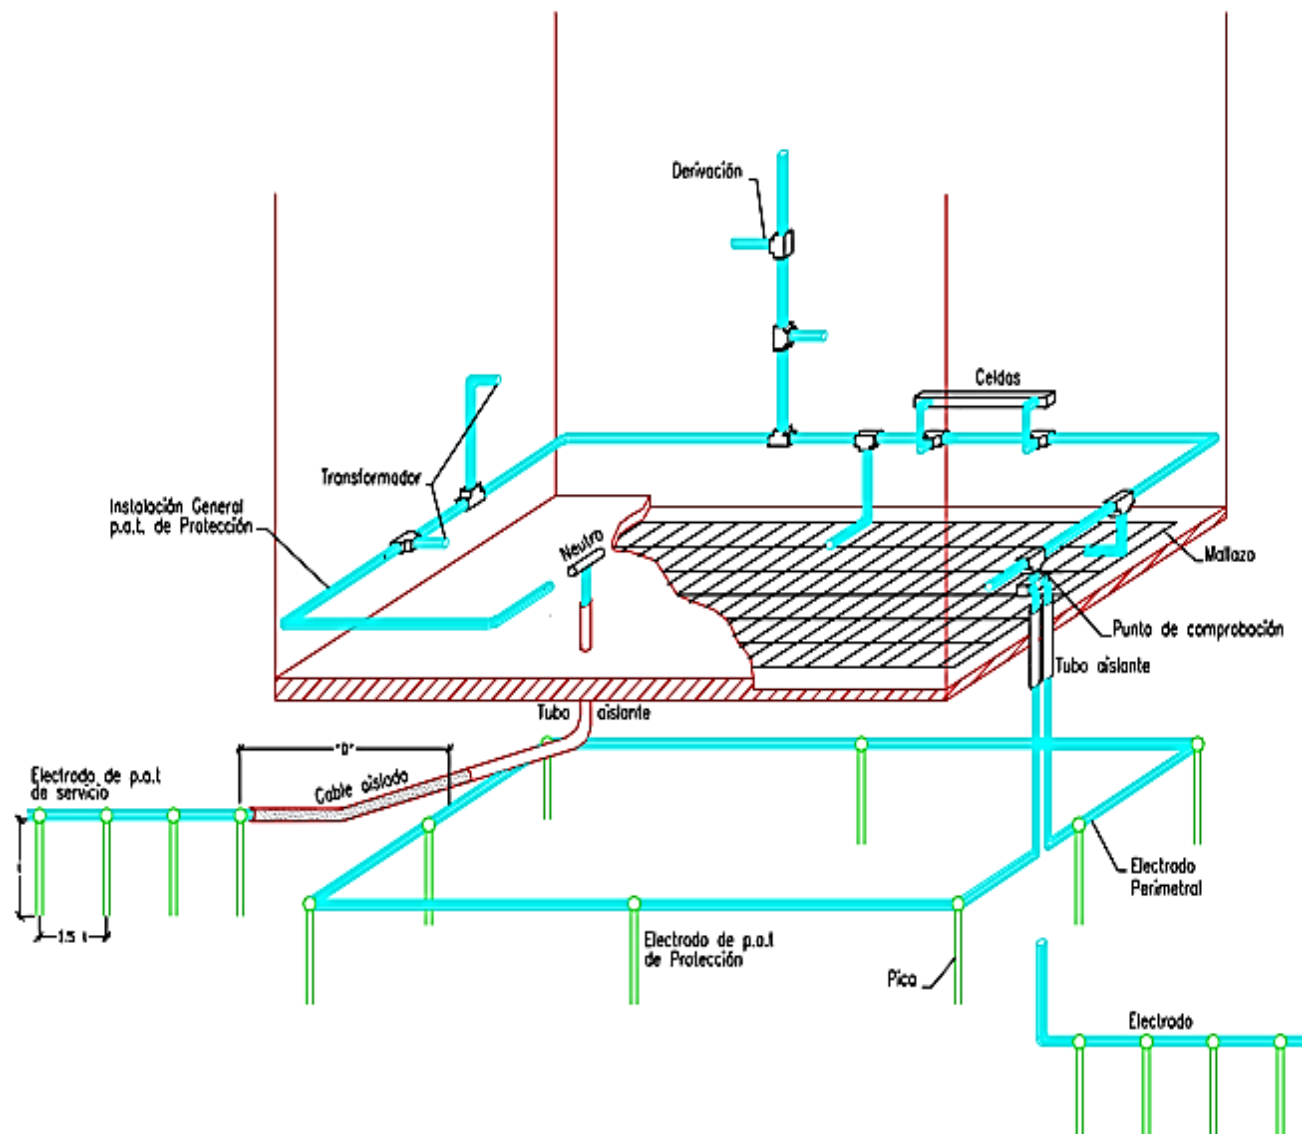 Derivación
Celdas
Transformador
Instalación General
p.a.t. de Protección
Neutro
Mallazo
Punto de comprobación
Tubo aislante
Tubo aislante
"D"
Electrodo de p.a.t
de servicio
Cable aislado
1.5 l
Electrodo
Perimetral
Electrodo de p.a.t
de Protección
Pica
Electrodo